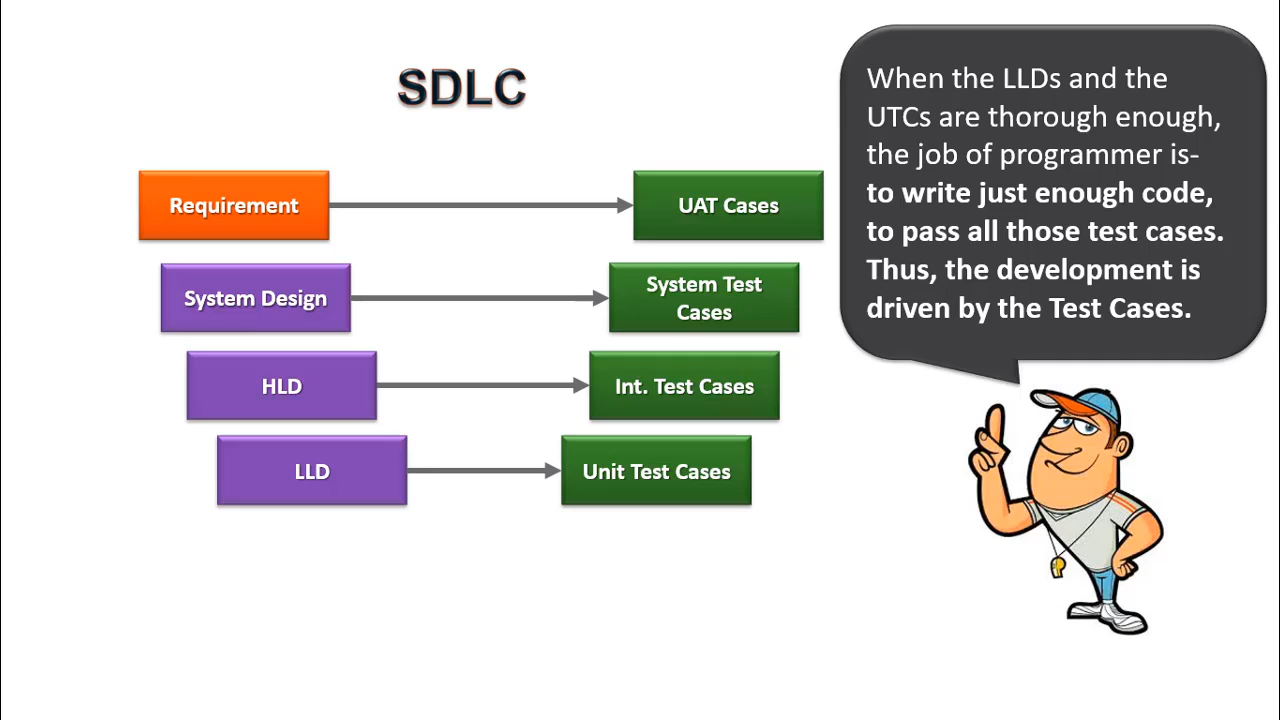 SDLC
Requirement
UAT Cases
System Design
System Test
Cases
HLD
Int. Test Cases
LLD
Unit Test Cases
When the LLDs and the
UTCs are thorough enough,
the job of programmer is-
to write just enough code,
to pass all those test cases.
Thus, the development is
driven by the Test Cases.